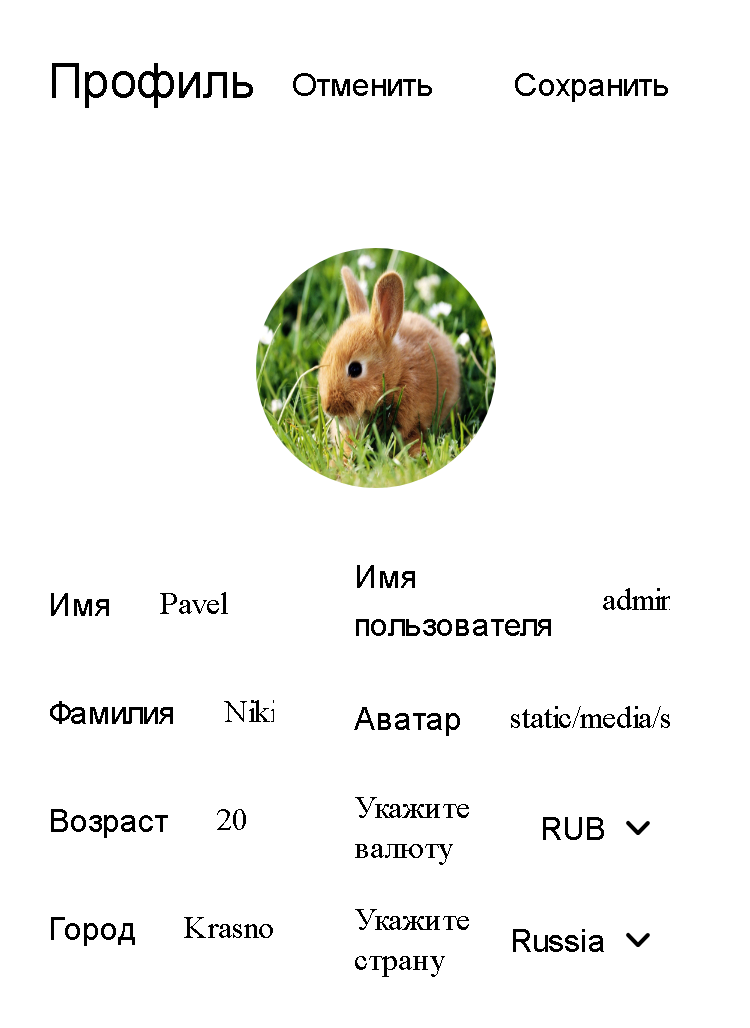 Профиль Отменить Сохранить
Имя Pavel
Имя
пользователя admin
Фамилия Niki
Аватар static/media/s
Возраст 20
Укажите
валюту RUB
Город Krasno
Укажите
страну Russia